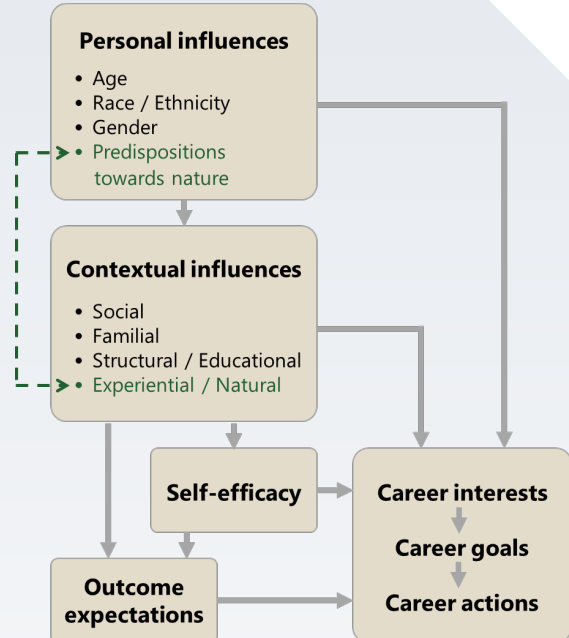 Personal influences
• Age
• Race / Ethnicity
• Gender
• Predispositions
towards nature
Contextual influences
• Social
• Familial
• Structural / Educational
• Experiential / Natural
Self-efficacy
Career interests
Career goals
Career actions
Outcome
expectations